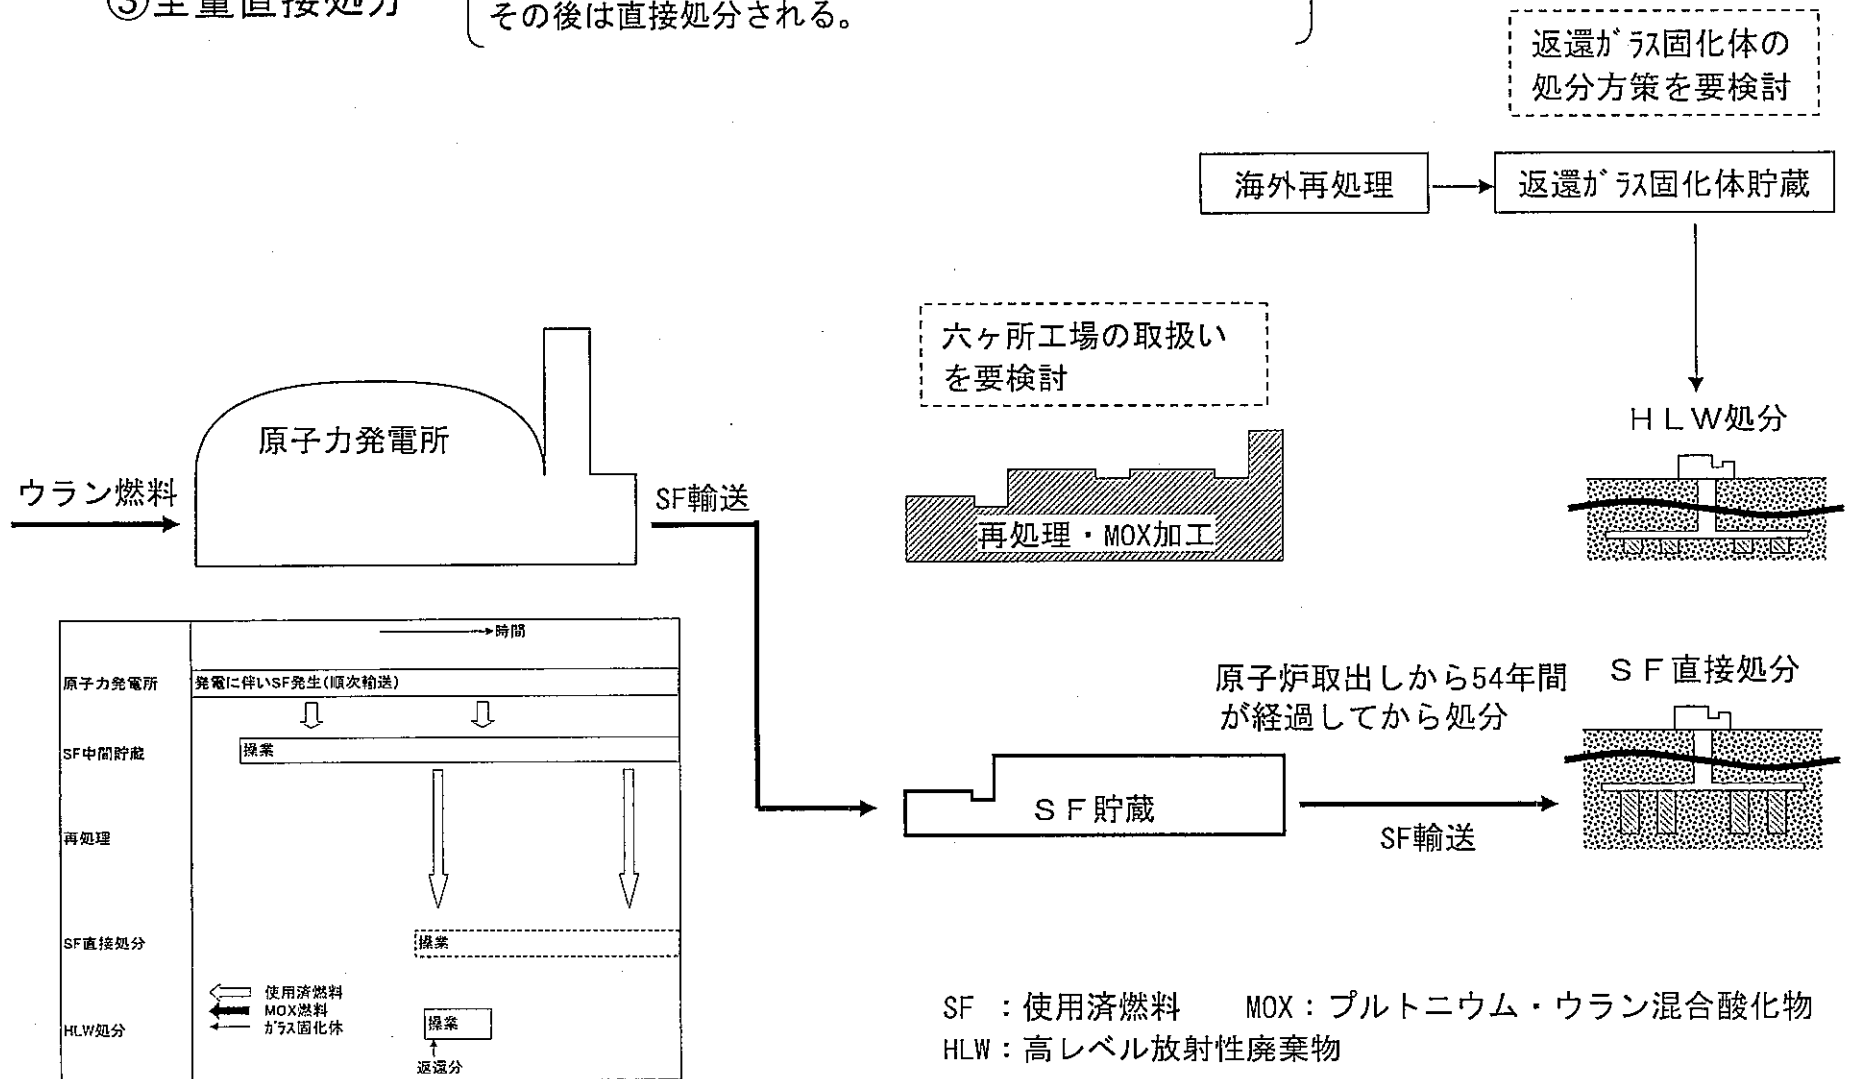 ③全量直接処分
その後は直接処分される。
返還ｶﾞﾗｽ固化体の
処分方策を要検討
海外再処理
返還ｶﾞﾗｽ固化体貯蔵
六ヶ所工場の取扱い
を要検討
HLW処分
原子力発電所
ウラン燃料
SF輸送
再処理・MOX加工
原子炉取出しから54年間
が経過してから処分
SF直接処分
SF貯蔵
SF輸送
時間
原子力発電所
発電に伴いSF発生(順次輸送)
SF中間貯蔵
操業
再処理
SF直接処分
操業
使用済燃料
MOX燃料
ｶﾞﾗｽ固化体
HLW処分
操業
返還分
SF ：使用済燃料　MOX：プルトニウム・ウラン混合酸化物
HLW：高レベル放射性廃棄物